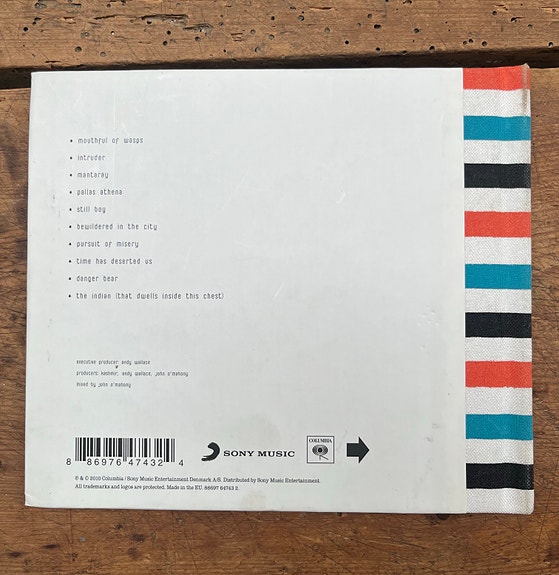 mouthful of wasps
intruder
mantaray
pallas athena
still boy
bewildered in the city
pursuit of misery
time has deserted us
danger bear
the indian (that dwells inside this chest)
executive producer: andy wallace
producers: kashmir, andy wallace, john o'mahony
mixed by john o'mahony
8 86976 47432 4
SONY MUSIC
COLUMBIA
℗ & © 2010 Columbia / Sony Music Entertainment Denmark A/S. Distributed by Sony Music Entertainment.
All trademarks and logos are protected. Made in the EU. 88697 64743 2.